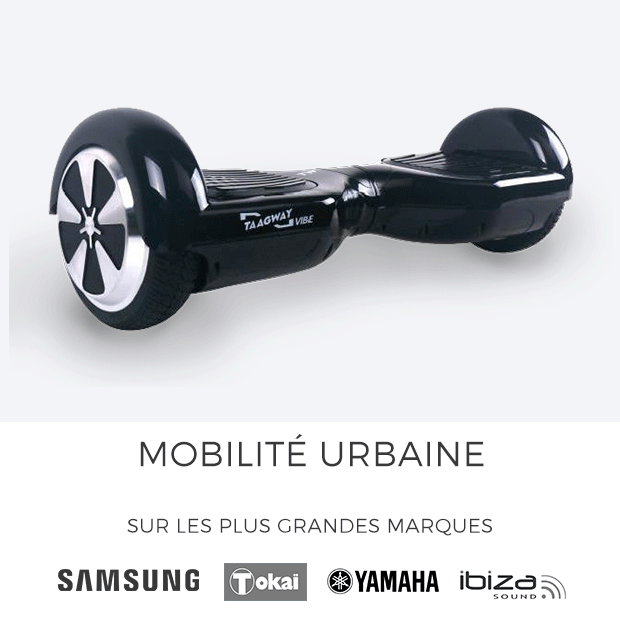 TAAGWAY
VIBE
MOBILITÉ URBAINE
SUR LES PLUS GRANDES MARQUES
SAMSUNG Tokai YAMAHA ibiza
SOUND